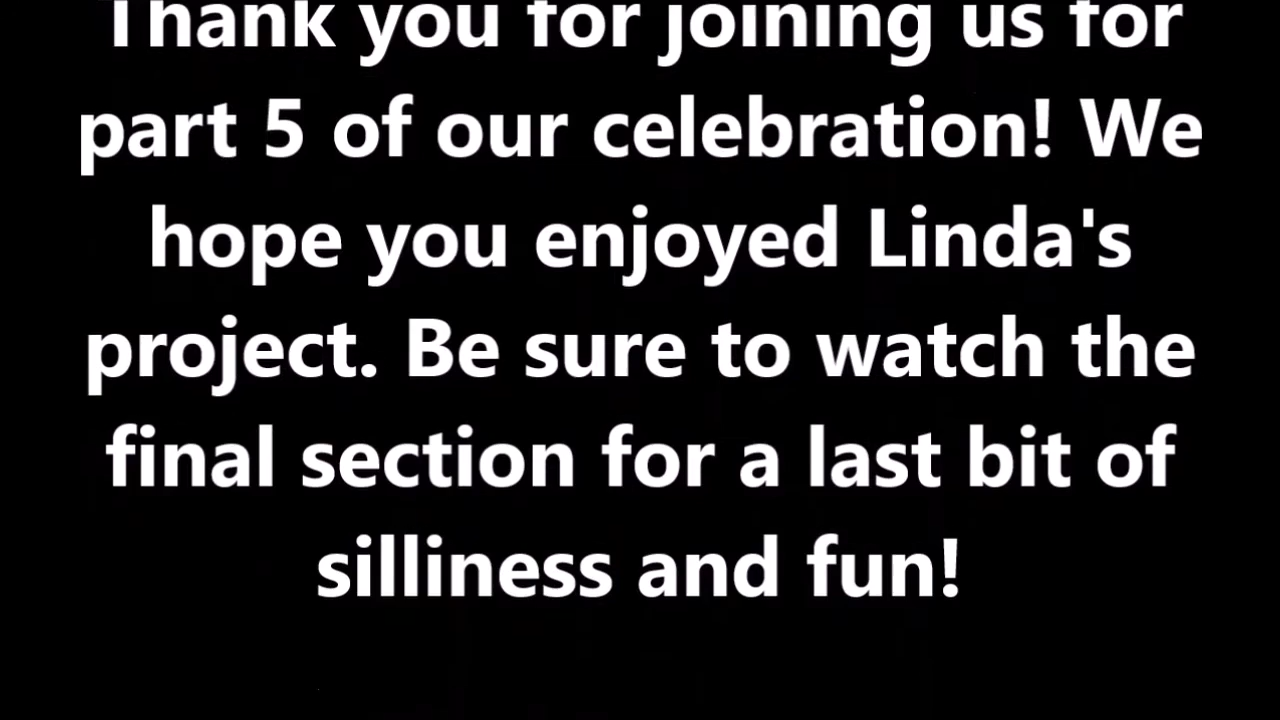 Thank you for joining us for
part 5 of our celebration! We
hope you enjoyed Linda's
project. Be sure to watch the
final section for a last bit of
silliness and fun!